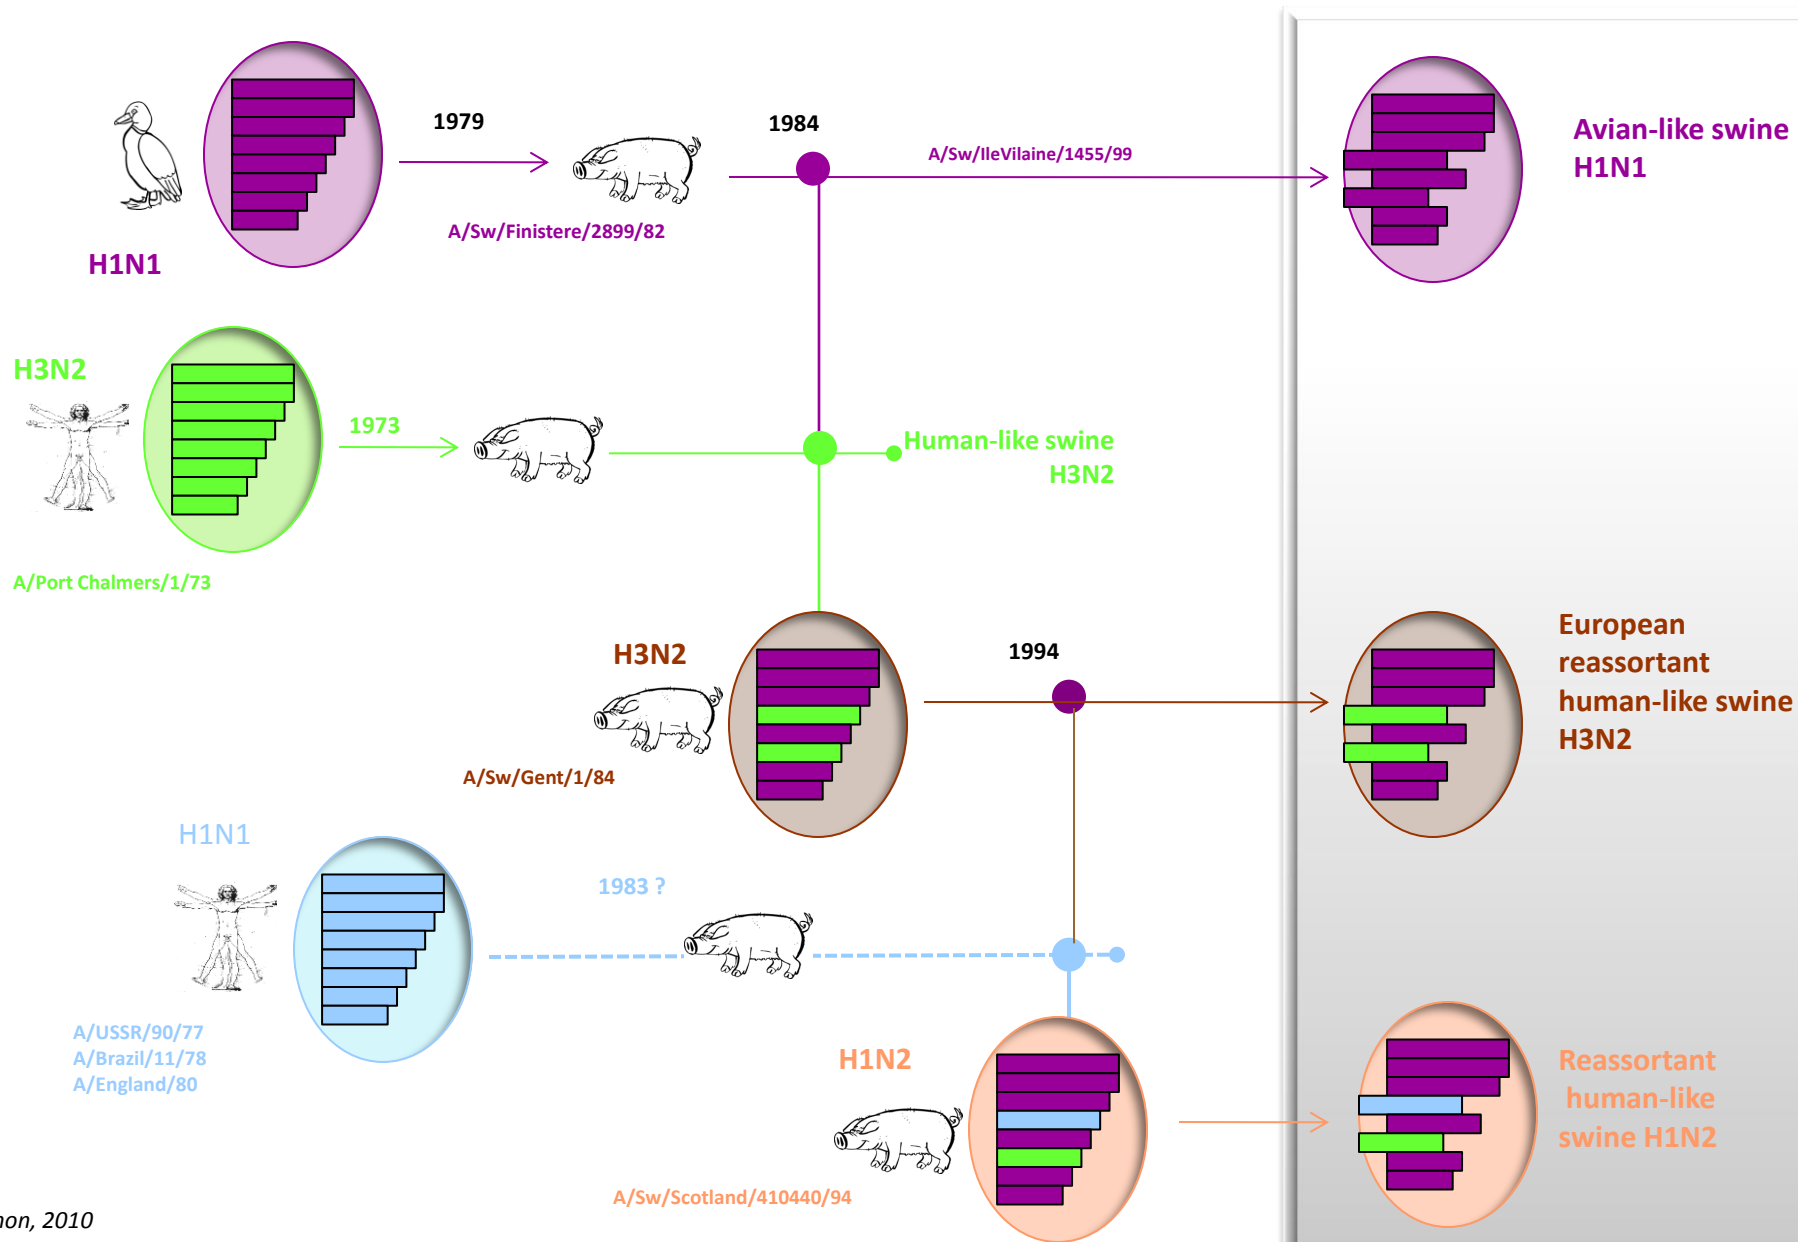 1979
1984
A/Sw/IleVilaine/1455/99
Avian-like swine
H1N1
A/Sw/Finistere/2899/82
H1N1
H3N2
1973
Human-like swine
H3N2
A/Port Chalmers/1/73
H3N2
1994
European
reassortant
human-like swine
H3N2
A/Sw/Gent/1/84
H1N1
1983 ?
A/USSR/90/77
A/Brazil/11/78
A/England/80
H1N2
Reassortant
human-like
swine H1N2
A/Sw/Scotland/410440/94
, 2010